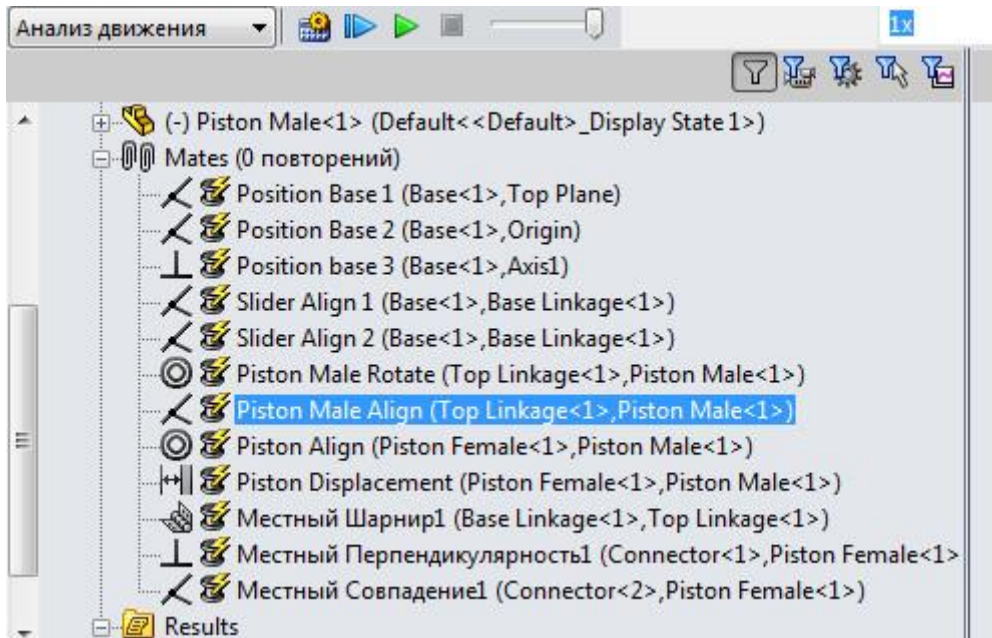 Анализ движения
1x
(-) Piston Male<1> (Default<<Default>_Display State 1>)
Mates (0 повторений)
Position Base 1 (Base<1>,Top Plane)
Position Base 2 (Base<1>,Origin)
Position base 3 (Base<1>,Axis1)
Slider Align 1 (Base<1>,Base Linkage<1>)
Slider Align 2 (Base<1>,Base Linkage<1>)
Piston Male Rotate (Top Linkage<1>,Piston Male<1>)
Piston Male Align (Top Linkage<1>,Piston Male<1>)
Piston Align (Piston Female<1>,Piston Male<1>)
Piston Displacement (Piston Female<1>,Piston Male<1>)
Местный Шарнир1 (Base Linkage<1>,Top Linkage<1>)
Местный Перпендикулярность1 (Connector<1>,Piston Female<1>
Местный Совпадение1 (Connector<2>,Piston Female<1>)
Results